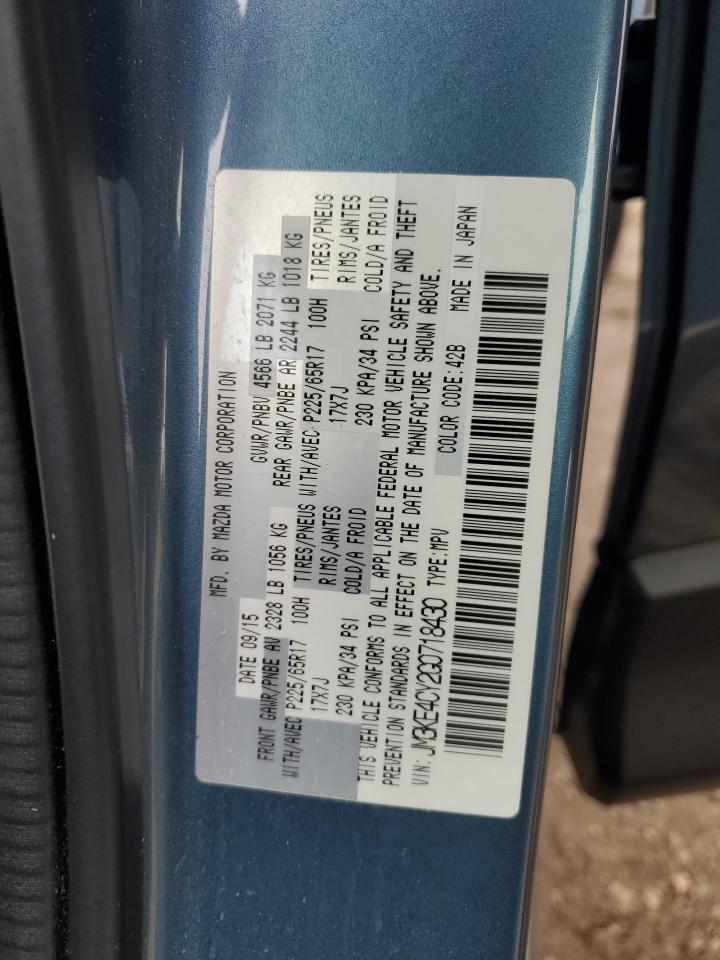 MFD. BY MAZDA MOTOR CORPORATION
DATE 09/15 GVWR/PNBV 4566 LB 2071 KG
FRONT GAWR/PNBE AV 2328 LB 1056 KG REAR GAWR/PNBE AR 2244 LB 1018 KG
WITH/AVEC P225/65R17 100H TIRES/PNEUS WITH/AVEC P225/65R17 100H TIRES/PNEUS
17X7J RIMS/JANTES 17X7J RIMS/JANTES
230 KPA/34 PSI COLD/A FROID 230 KPA/34 PSI COLD/A FROID
THIS VEHICLE CONFORMS TO ALL APPLICABLE FEDERAL MOTOR VEHICLE SAFETY AND THEFT
PREVENTION STANDARDS IN EFFECT ON THE DATE OF MANUFACTURE SHOWN ABOVE.
VIN: JM3KE4CY2G0718430 TYPE:MPV COLOR CODE:42B MADE IN JAPAN